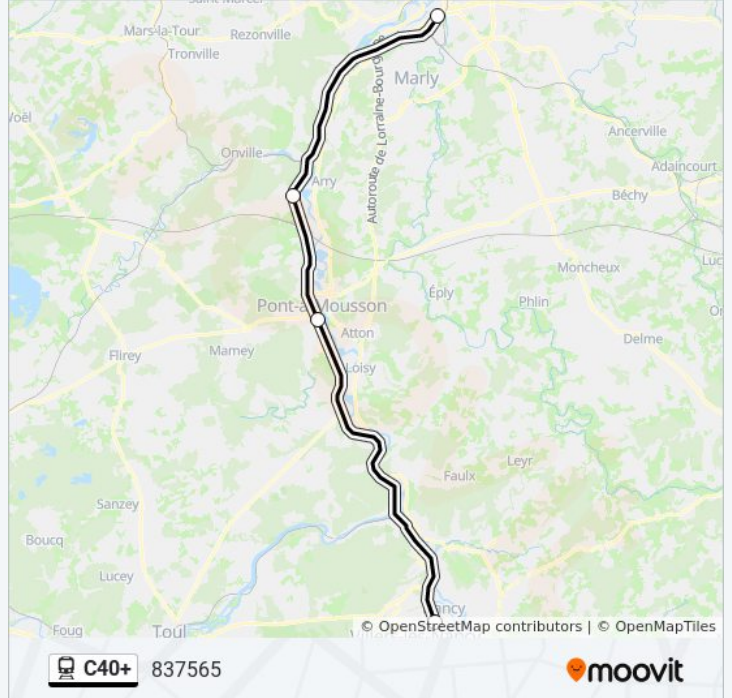 Mars-la-Tour
Rezonville
Tronville
Marly
Autoroute de Lorraine-Bourgogne
Ancerville
Onville
Adaincourt
Arry
Béchy
Moncheux
Éply
Phlin
Pont-à-Mousson
Atton
Delme
Flirey
Mamey
Loisy
Leyr
Faulx
Sanzey
Boucq
Lucey
ncy
© OpenStreetMap contributors | © OpenMapTiles
Foug
Toul
C40+ 837565
moovit